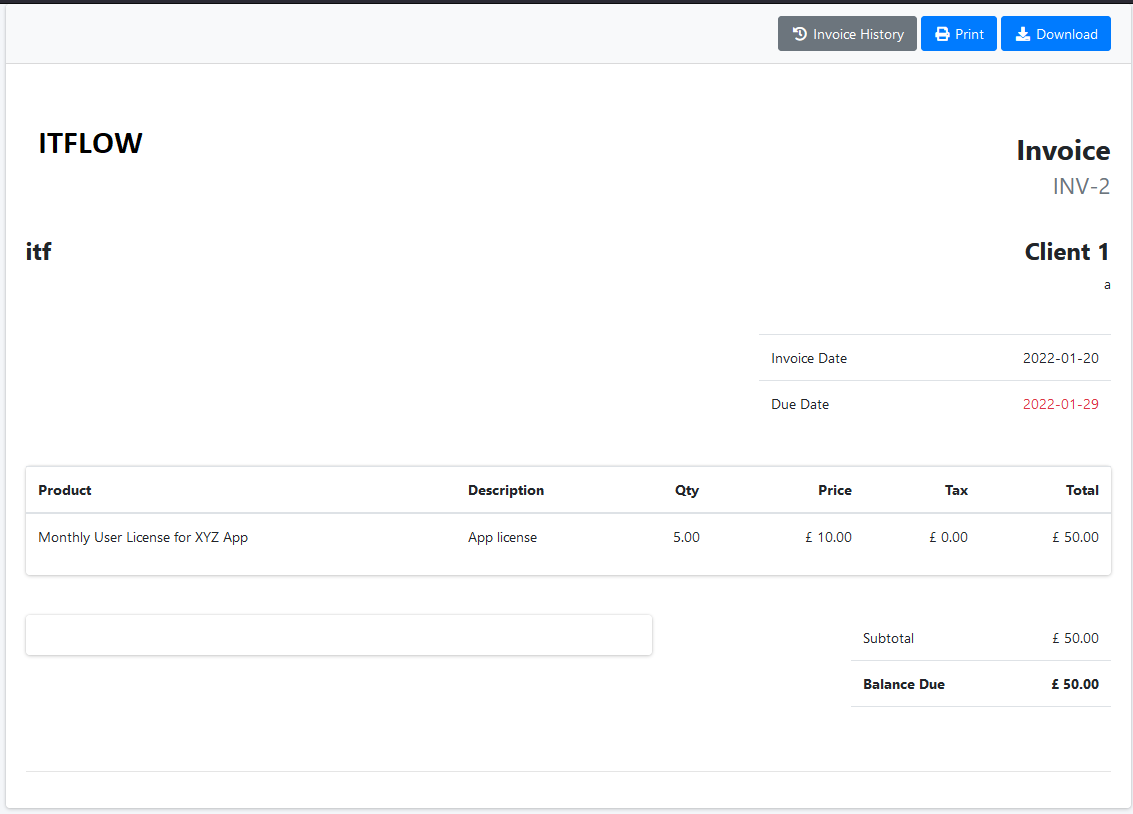 Invoice History Print Download
ITFLOW
Invoice
INV-2
itf
Client 1
a
Invoice Date 2022-01-20
Due Date 2022-01-29
Product Description Qty Price Tax Total
Monthly User License for XYZ App App license 5.00 £ 10.00 £ 0.00 £ 50.00
Subtotal £ 50.00
Balance Due £ 50.00